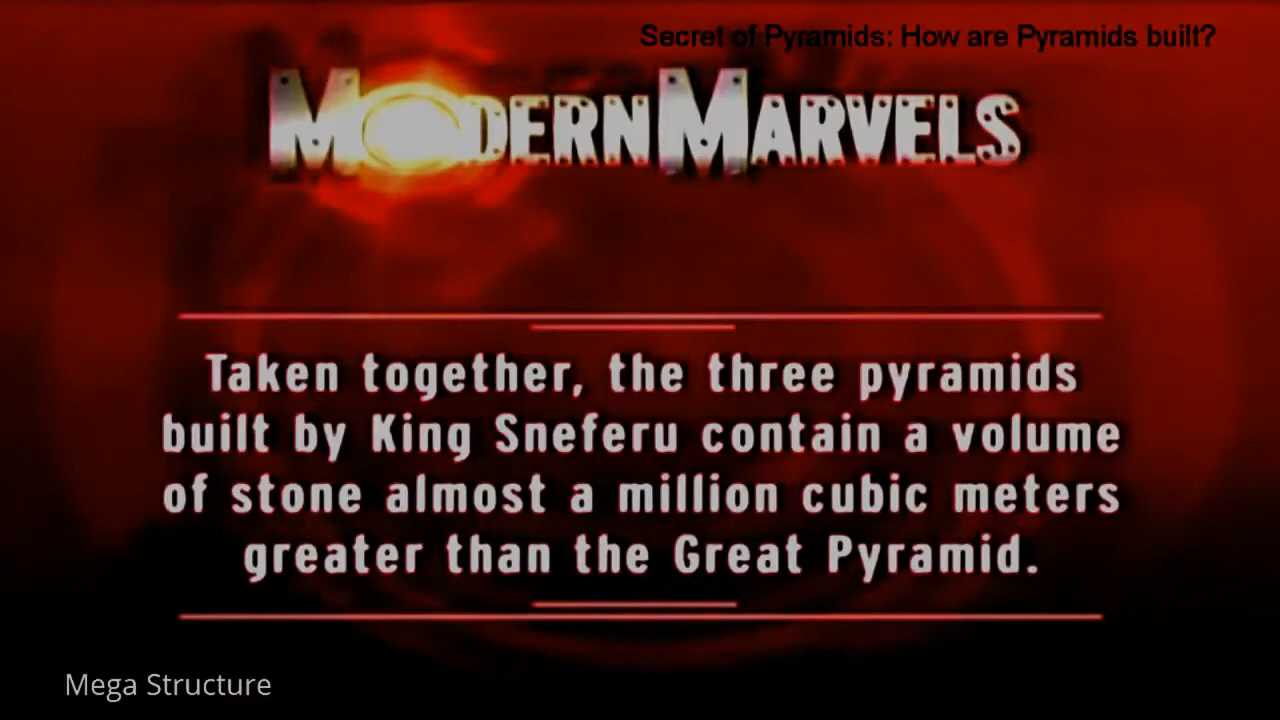 Secret of Pyramids: How are Pyramids built?
MODERN MARVELS
Taken together, the three pyramids
built by King Sneferu contain a volume
of stone almost a million cubic meters
greater than the Great Pyramid.
Mega Structure